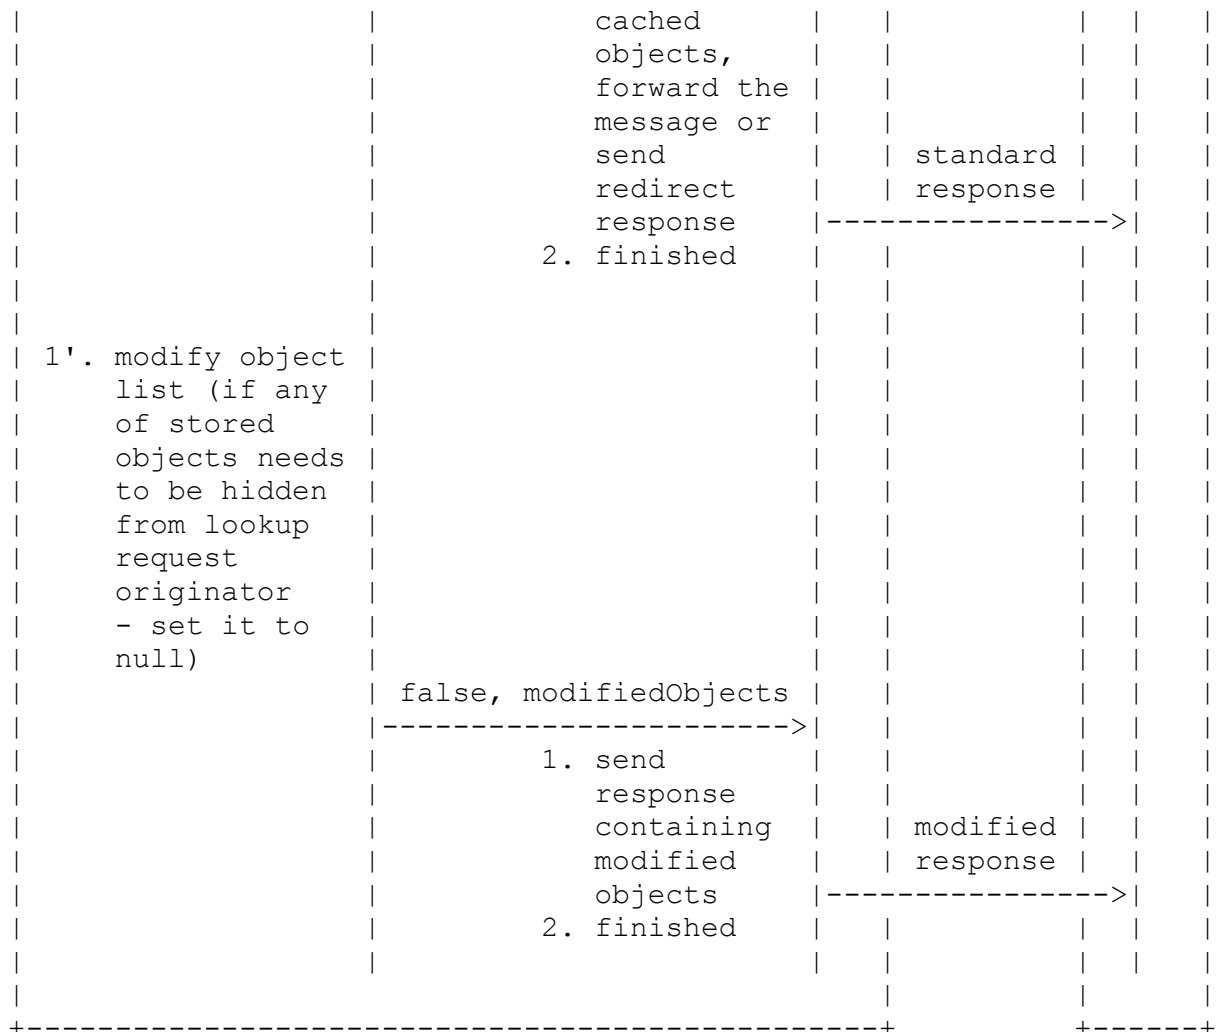 |                   |            cached      |   |          |  |   |
|                   |            objects,    |   |          |  |   |
|                   |            forward the |   |          |  |   |
|                   |            message or  |   |          |  |   |
|                   |            send        |   | standard |  |   |
|                   |            redirect    |   | response |  |   |
|                   |            response    |---------------->|   |
|                   |         2. finished    |   |          |  |   |
|                   |                        |   |          |  |   |
|                   |                        |   |          |  |   |
| 1'. modify object |                        |   |          |  |   |
|     list (if any  |                        |   |          |  |   |
|     of stored     |                        |   |          |  |   |
|     objects needs |                        |   |          |  |   |
|     to be hidden  |                        |   |          |  |   |
|     from lookup   |                        |   |          |  |   |
|     request       |                        |   |          |  |   |
|     originator    |                        |   |          |  |   |
|     - set it to   |                        |   |          |  |   |
|     null)         |                        |   |          |  |   |
|                   | false, modifiedObjects |   |          |  |   |
|                   |----------------------->|   |          |  |   |
|                   |         1. send        |   |          |  |   |
|                   |            response    |   |          |  |   |
|                   |            containing  |   | modified |  |   |
|                   |            modified    |   | response |  |   |
|                   |            objects     |---------------->|   |
|                   |         2. finished    |   |          |  |   |
|                   |                        |   |          |  |   |
|                                                |          |      |
+------------------------------------------------+          +------+